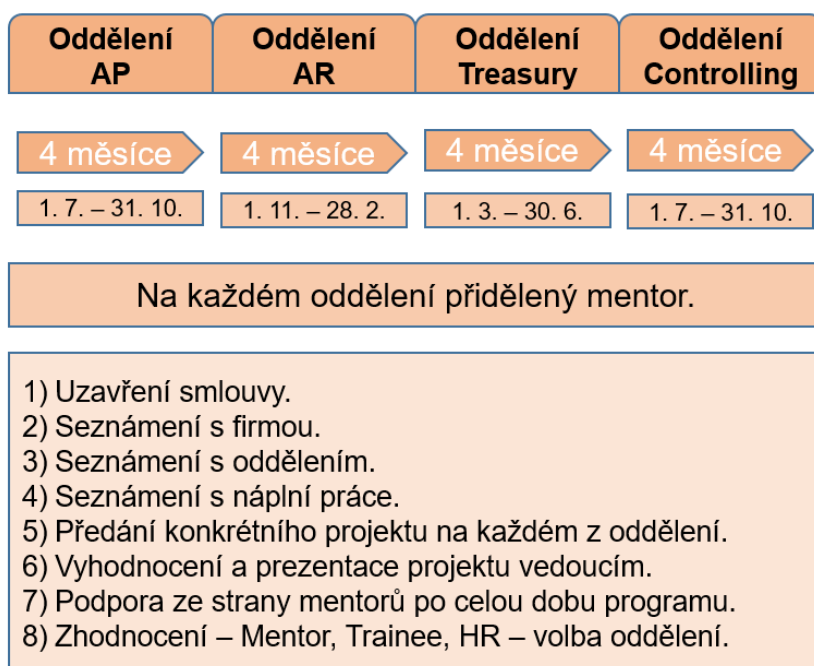 Oddělení AP
Oddělení AR
Oddělení Treasury
Oddělení Controlling
4 měsíce
4 měsíce
4 měsíce
4 měsíce
1. 7. – 31. 10.
1. 11. – 28. 2.
1. 3. – 30. 6.
1. 7. – 31. 10.
Na každém oddělení přidělený mentor.
1) Uzavření smlouvy.
2) Seznámení s firmou.
3) Seznámení s oddělením.
4) Seznámení s náplní práce.
5) Předání konkrétního projektu na každém z oddělení.
6) Vyhodnocení a prezentace projektu vedoucím.
7) Podpora ze strany mentorů po celou dobu programu.
8) Zhodnocení – Mentor, Trainee, HR – volba oddělení.